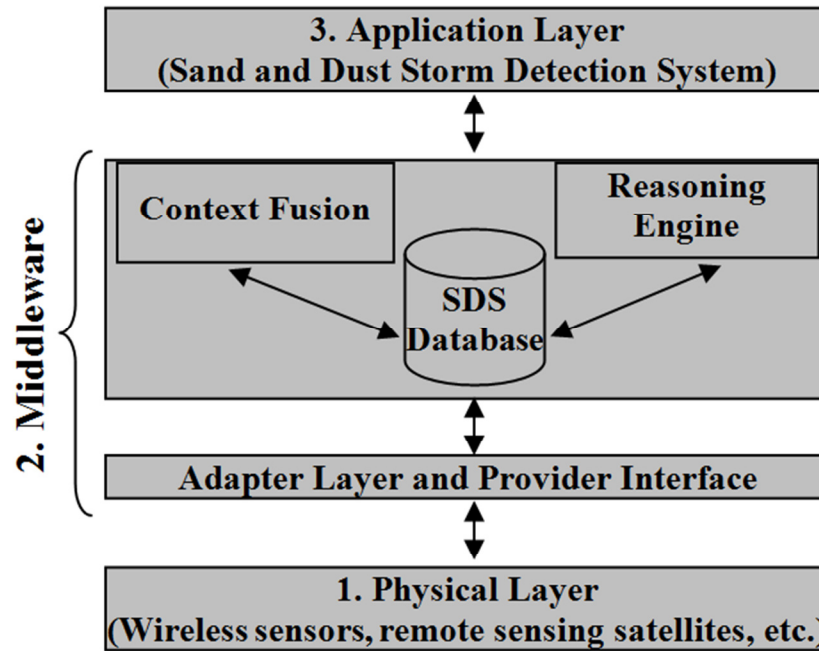 3. Application Layer
(Sand and Dust Storm Detection System)
2. Middleware
Context Fusion
Reasoning
Engine
SDS
Database
Adapter Layer and Provider Interface
1. Physical Layer
(Wireless sensors, remote sensing satellites, etc.)